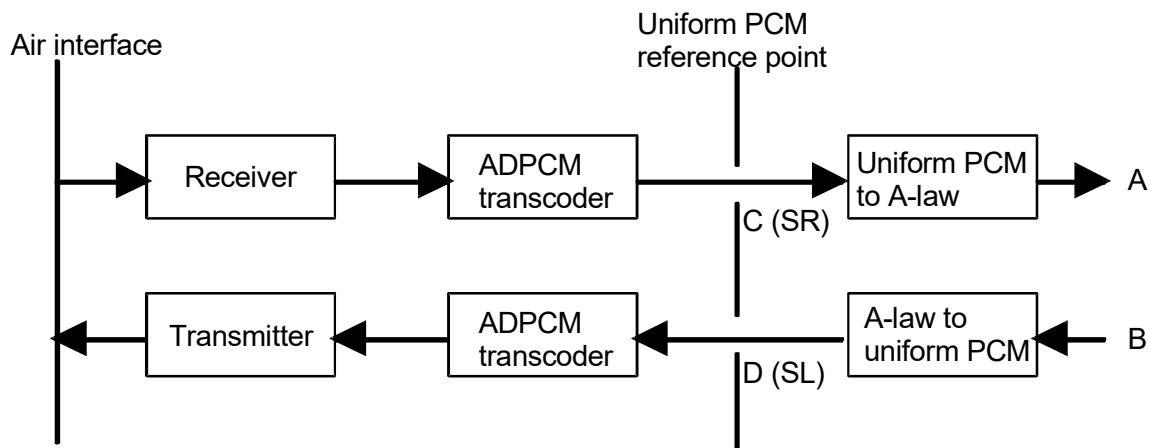 Uniform PCM
reference point
Air interface
Receiver
ADPCM
transcoder
Uniform PCM
to A-law
A
C (SR)
Transmitter
ADPCM
transcoder
A-law to
uniform PCM
B
D (SL)